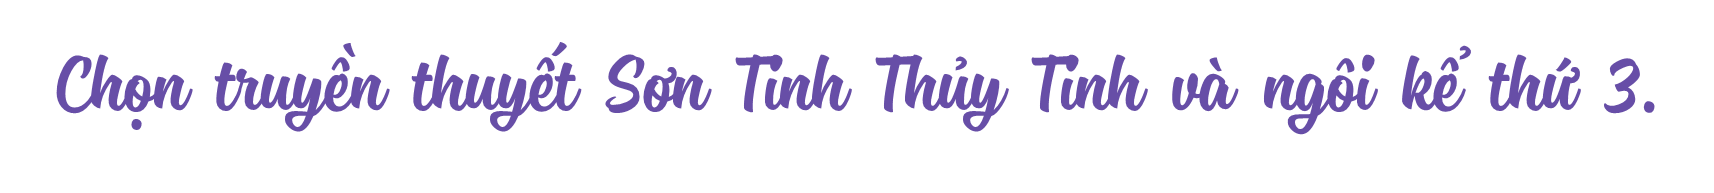 Chọn truyền thuyết Sơn Tinh Thủy Tinh và ngôi kể thứ 3.